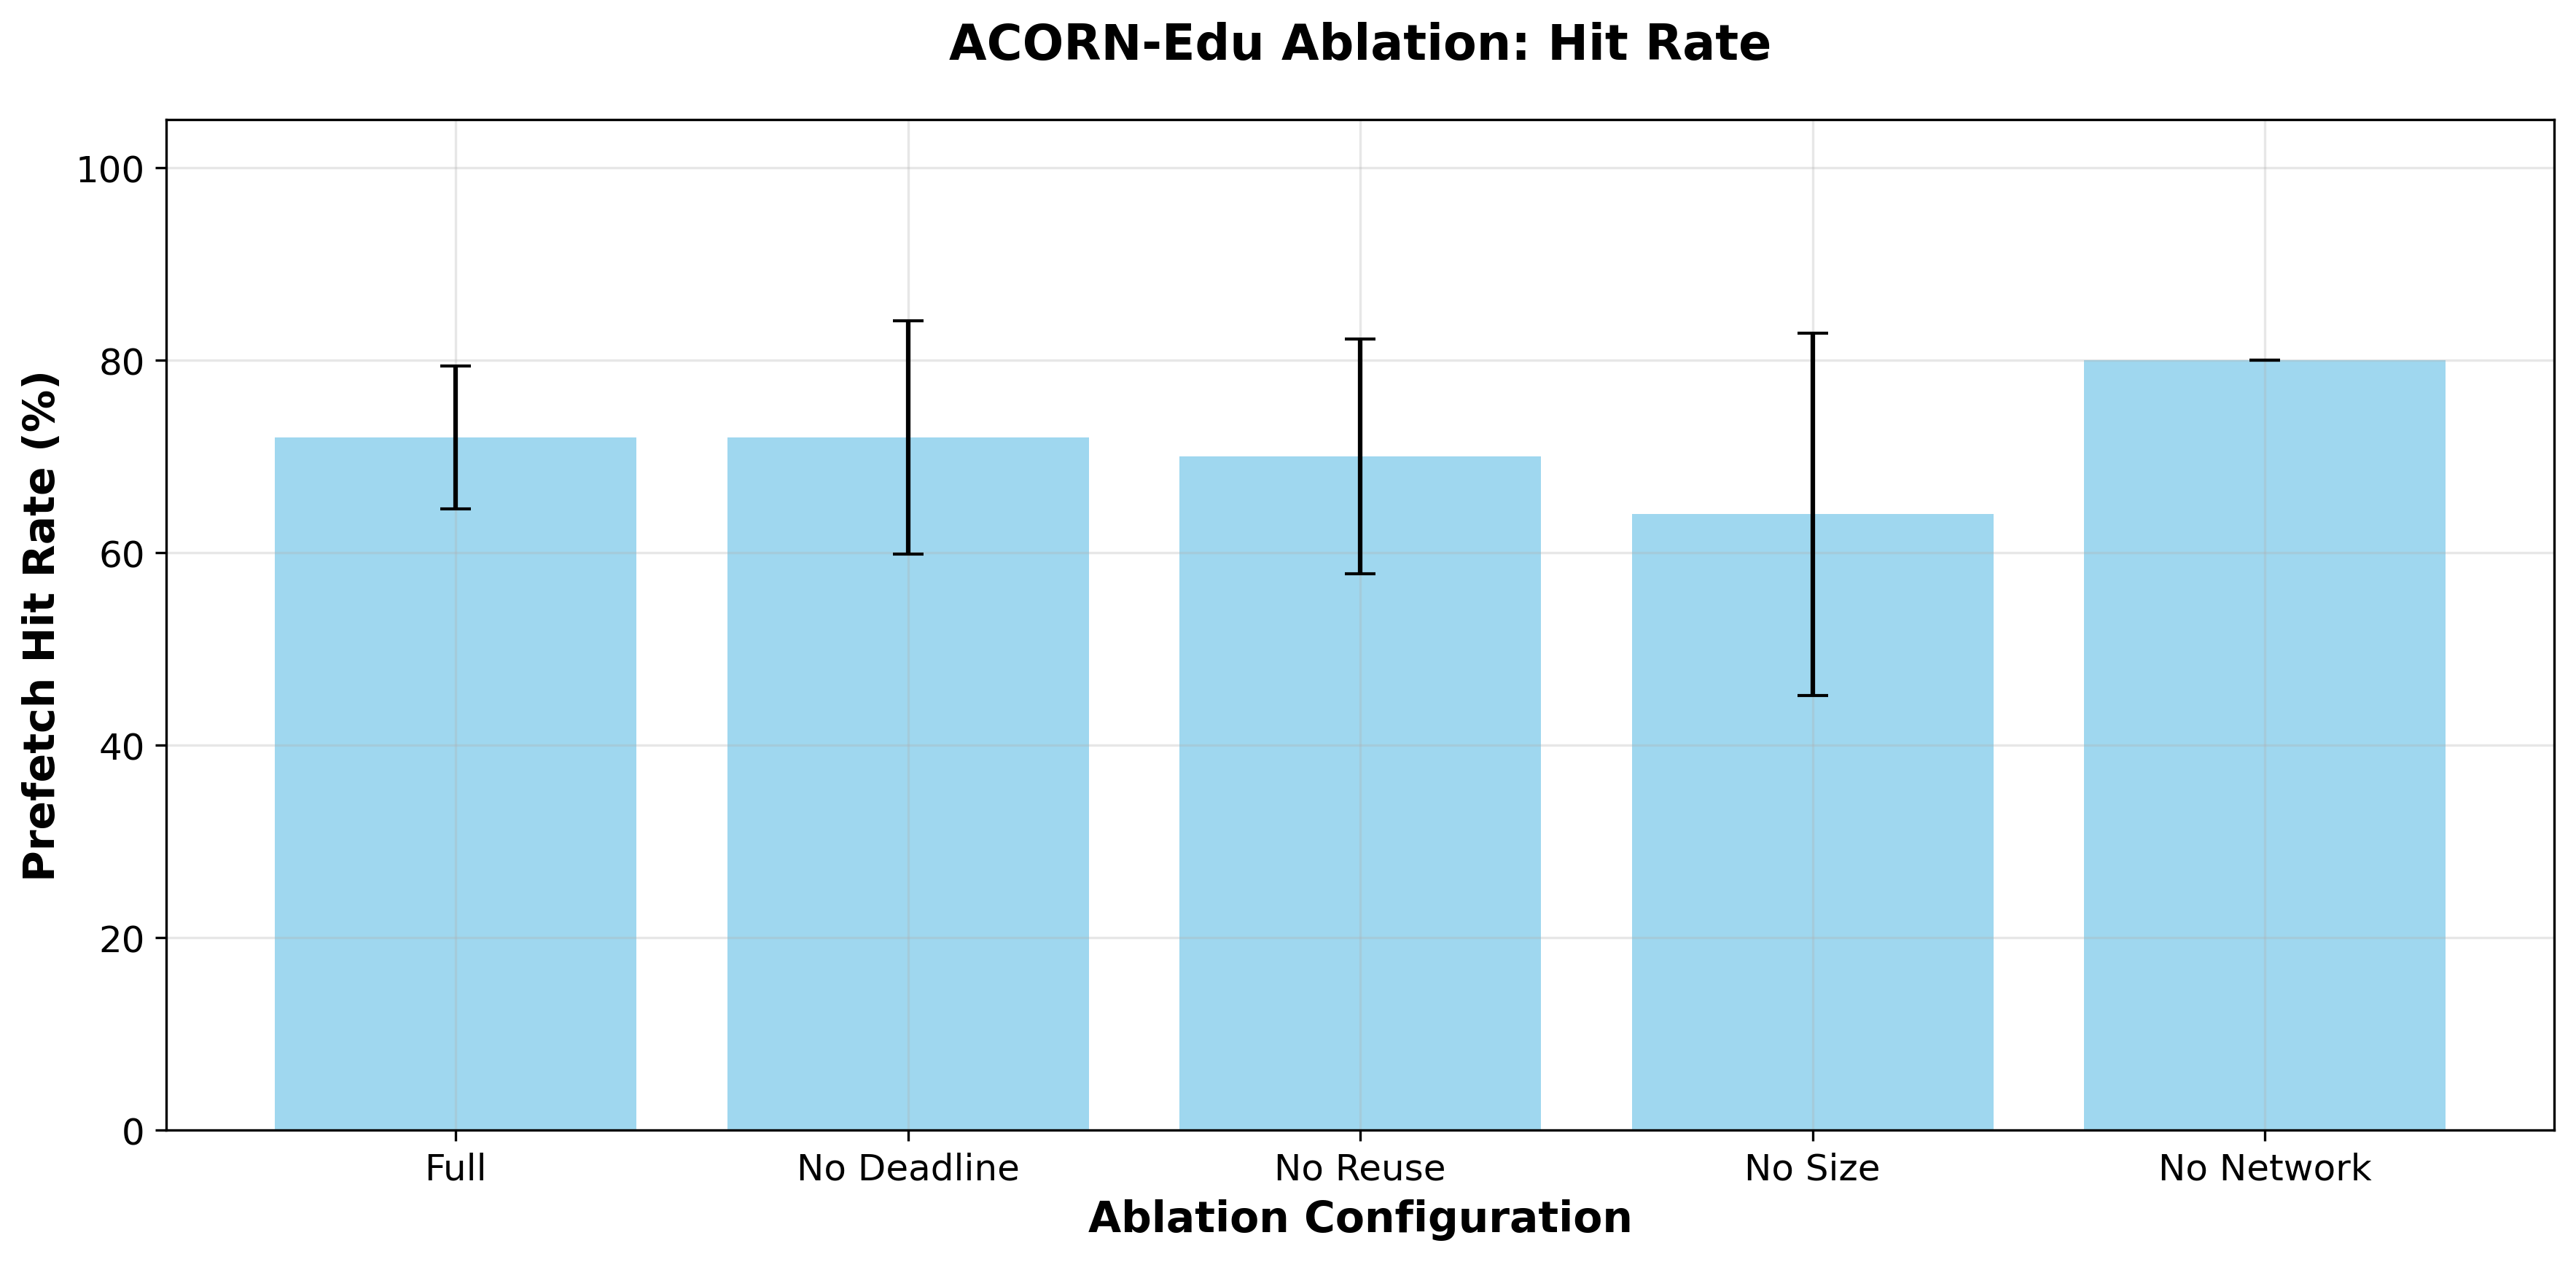 ACORN-Edu Ablation: Hit Rate
Prefetch Hit Rate (%)
100
80
60
40
20
0
Full No Deadline No Reuse No Size No Network
Ablation Configuration